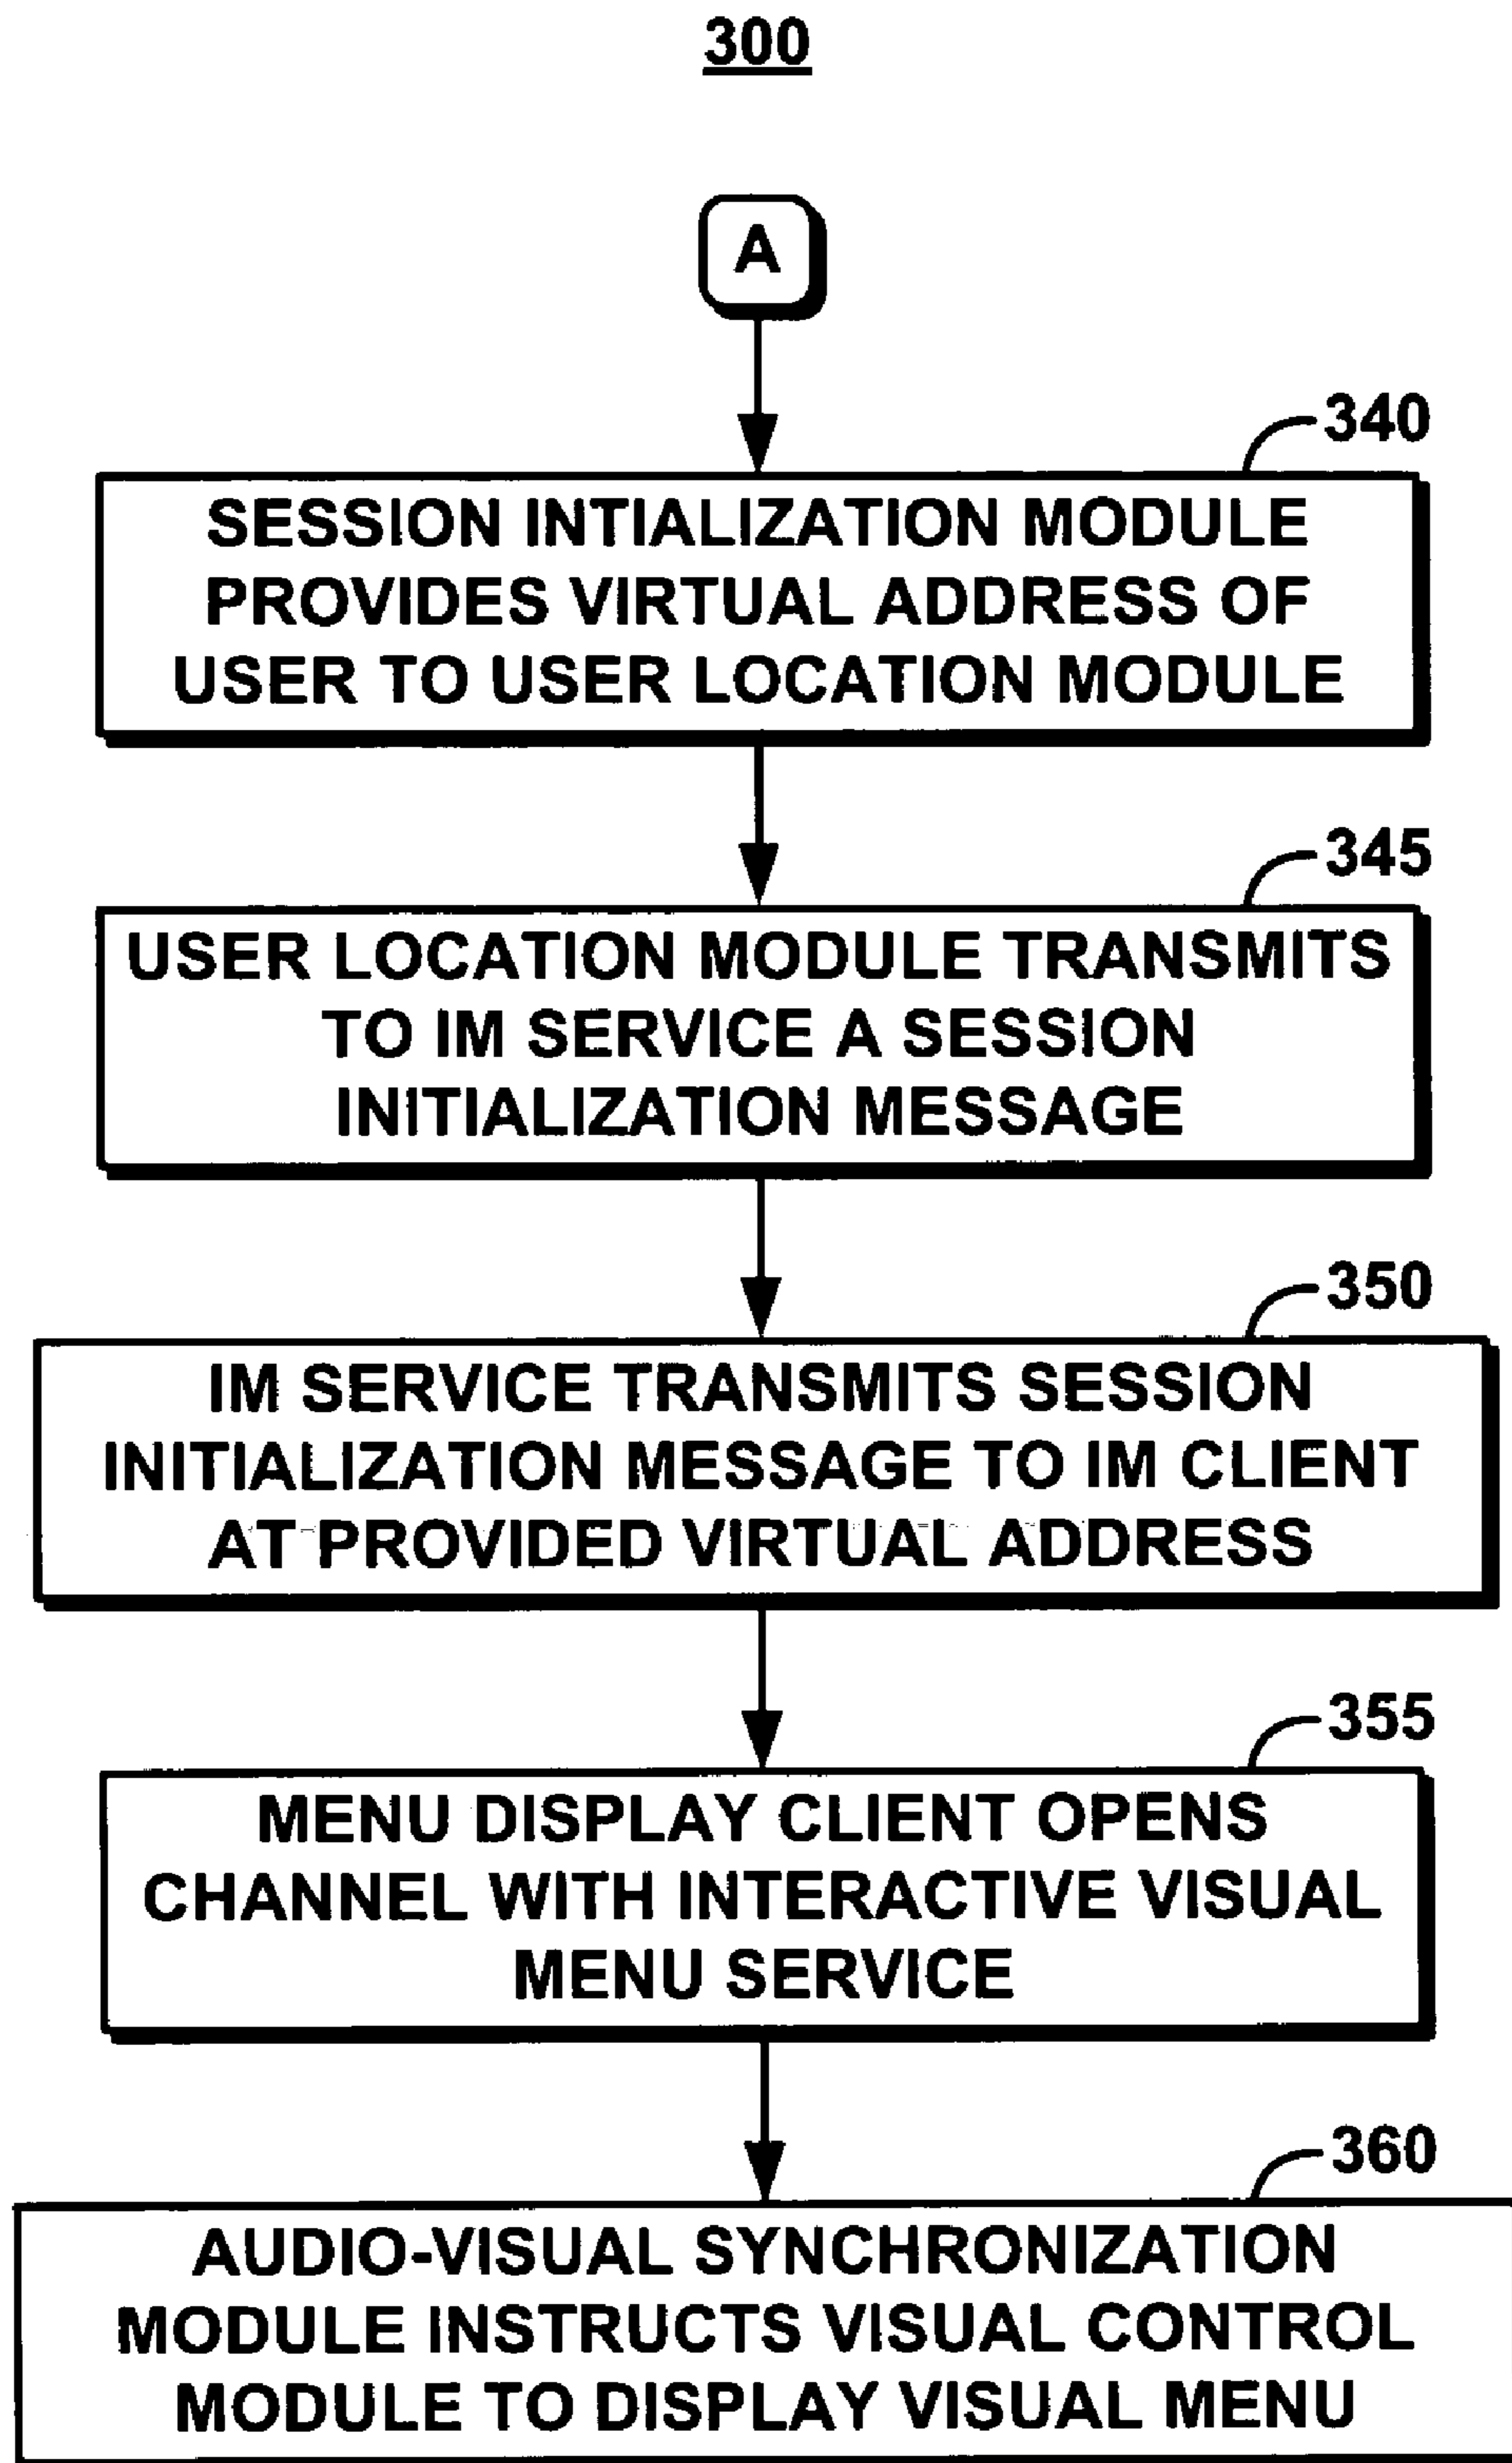 300
A
340
SESSION INTIALIZATION MODULE
PROVIDES VIRTUAL ADDRESS OF
USER TO USER LOCATION MODULE
345
USER LOCATION MODULE TRANSMITS
TO IM SERVICE A SESSION
INITIALIZATION MESSAGE
350
IM SERVICE TRANSMITS SESSION
INITIALIZATION MESSAGE TO IM CLIENT
AT PROVIDED VIRTUAL ADDRESS
355
MENU DISPLAY CLIENT OPENS
CHANNEL WITH INTERACTIVE VISUAL
MENU SERVICE
360
AUDIO-VISUAL SYNCHRONIZATION
MODULE INSTRUCTS VISUAL CONTROL
MODULE TO DISPLAY VISUAL MENU